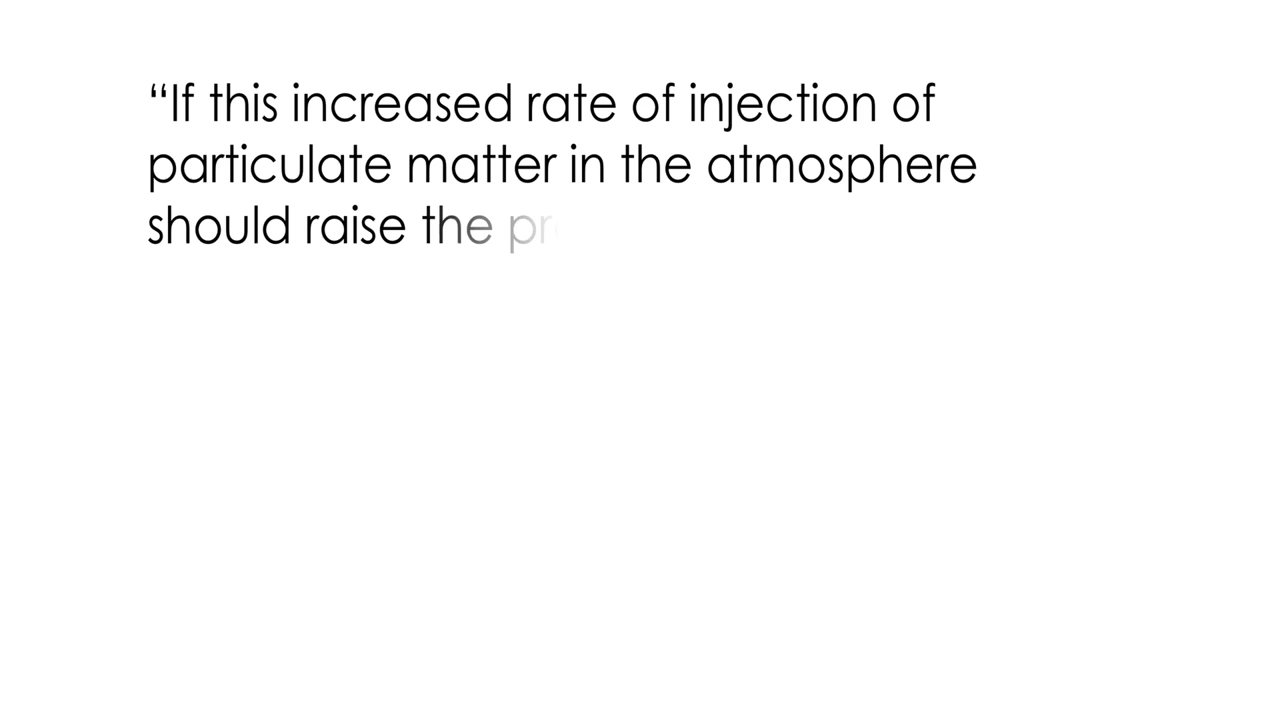 “If this increased rate of injection of
particulate matter in the atmosphere
should raise the